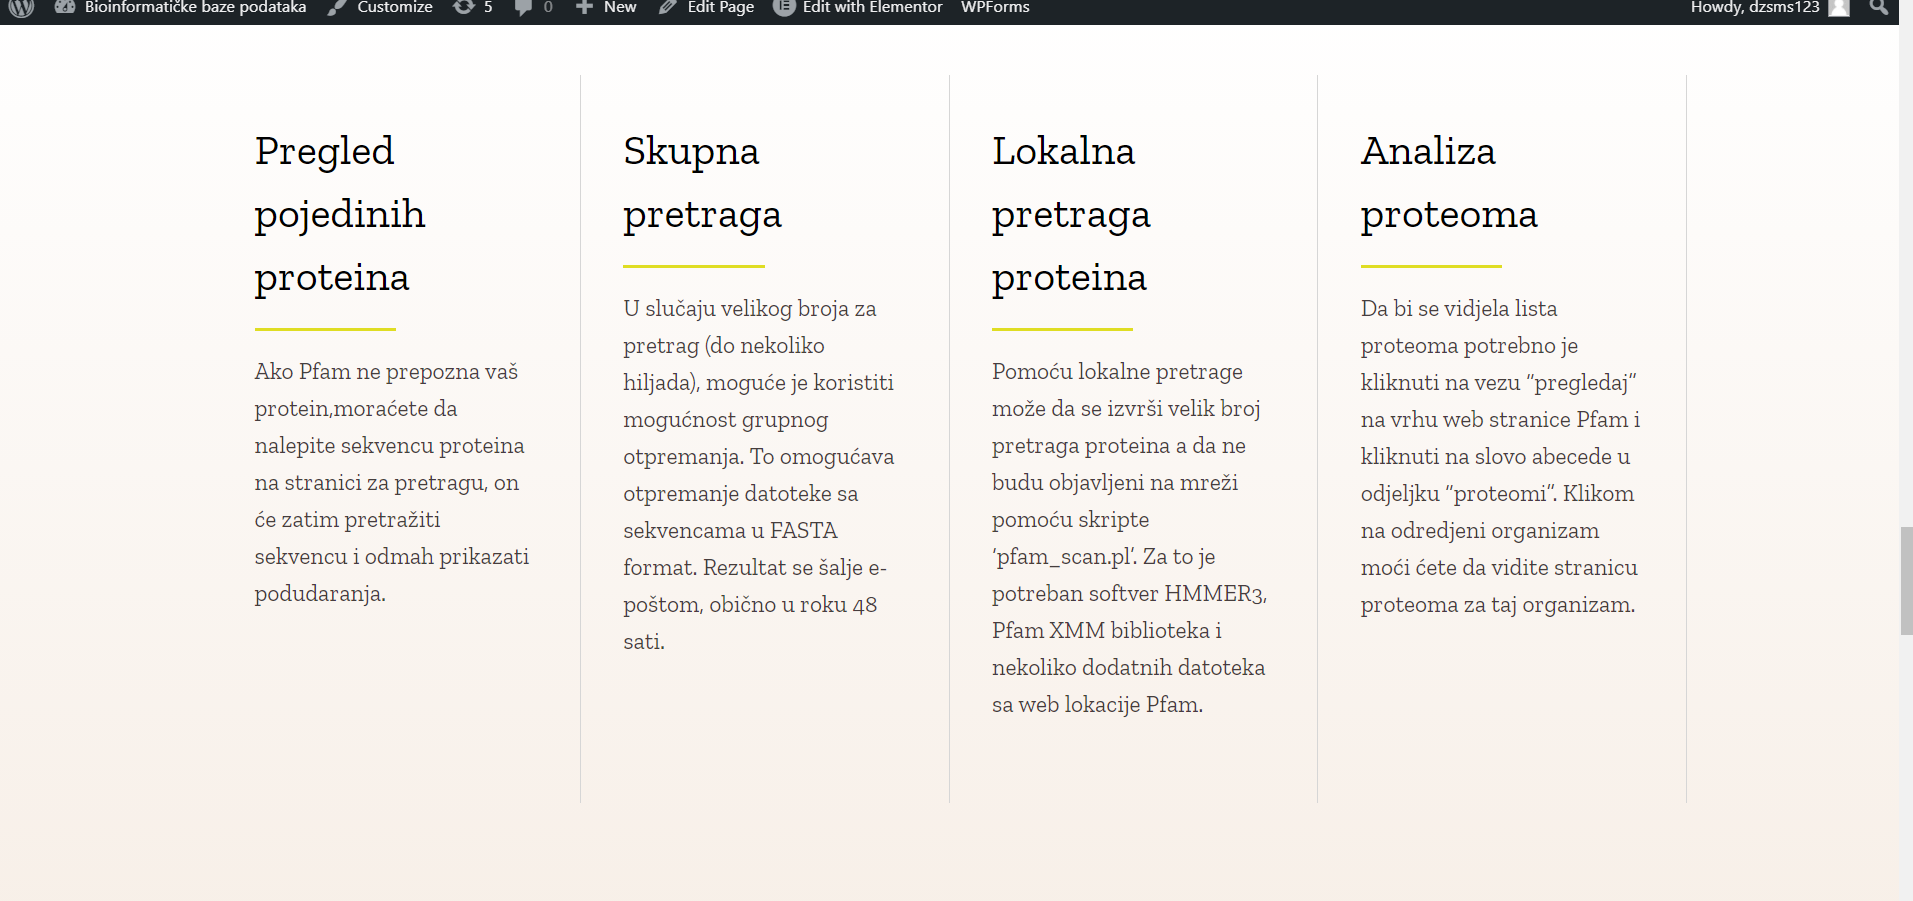 Bioinformatičke baze podataka Customize 5 0 New Edit Page Edit with Elementor WPForms Howdy, dzsms123
Pregled
pojedinih
proteina
Ako Pfam ne prepozna vaš
protein,moraćete da
nalepite sekvencu proteina
na stranici za pretragu, on
će zatim pretražiti
sekvencu i odmah prikazati
podudaranja.
Skupna
pretraga
U slučaju velikog broja za
pretrag (do nekoliko
hiljada), moguće je koristiti
mogućnost grupnog
otpremanja. To omogućava
otpremanje datoteke sa
sekvencama u FASTA
format. Rezultat se šalje e-
poštom, obično u roku 48
sati.
Lokalna
pretraga
proteina
Pomoću lokalne pretrage
može da se izvrši velik broj
pretraga proteina a da ne
budu objavljeni na mreži
pomoću skripte
‘pfam_scan.pl’. Za to je
potreban softver HMMER3,
Pfam XMM biblioteka i
nekoliko dodatnih datoteka
sa web lokacije Pfam.
Analiza
proteoma
Da bi se vidjela lista
proteoma potrebno je
kliknuti na vezu “pregledaj”
na vrhu web stranice Pfam i
kliknuti na slovo abecede u
odjeljku “proteomi”. Klikom
na odredjeni organizam
moći ćete da vidite stranicu
proteoma za taj organizam.